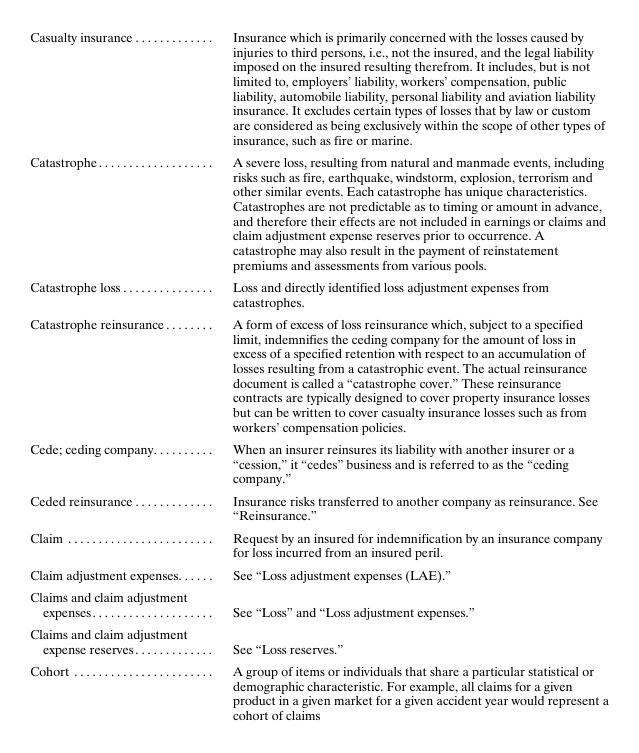 Casualty insurance . . . . . . . . . . . . . Insurance which is primarily concerned with the losses caused by
injuries to third persons, i.e., not the insured, and the legal liability
imposed on the insured resulting therefrom. It includes, but is not
limited to, employers’ liability, workers’ compensation, public
liability, automobile liability, personal liability and aviation liability
insurance. It excludes certain types of losses that by law or custom
are considered as being exclusively within the scope of other types of
insurance, such as fire or marine.
Catastrophe . . . . . . . . . . . . . . . . . . . A severe loss, resulting from natural and manmade events, including
risks such as fire, earthquake, windstorm, explosion, terrorism and
other similar events. Each catastrophe has unique characteristics.
Catastrophes are not predictable as to timing or amount in advance,
and therefore their effects are not included in earnings or claims and
claim adjustment expense reserves prior to occurrence. A
catastrophe may also result in the payment of reinstatement
premiums and assessments from various pools.
Catastrophe loss . . . . . . . . . . . . . . . Loss and directly identified loss adjustment expenses from
catastrophes.
Catastrophe reinsurance . . . . . . . . A form of excess of loss reinsurance which, subject to a specified
limit, indemnifies the ceding company for the amount of loss in
excess of a specified retention with respect to an accumulation of
losses resulting from a catastrophic event. The actual reinsurance
document is called a “catastrophe cover.” These reinsurance
contracts are typically designed to cover property insurance losses
but can be written to cover casualty insurance losses such as from
workers’ compensation policies.
Cede; ceding company. . . . . . . . . . When an insurer reinsures its liability with another insurer or a
“cession,” it “cedes” business and is referred to as the “ceding
company.”
Ceded reinsurance . . . . . . . . . . . . . Insurance risks transferred to another company as reinsurance. See
“Reinsurance.”
Claim . . . . . . . . . . . . . . . . . . . . . . . . Request by an insured for indemnification by an insurance company
for loss incurred from an insured peril.
Claim adjustment expenses. . . . . . See “Loss adjustment expenses (LAE).”
Claims and claim adjustment
expenses . . . . . . . . . . . . . . . . . . . . See “Loss” and “Loss adjustment expenses.”
Claims and claim adjustment
expense reserves . . . . . . . . . . . . . See “Loss reserves.”
Cohort . . . . . . . . . . . . . . . . . . . . . . . A group of items or individuals that share a particular statistical or
demographic characteristic. For example, all claims for a given
product in a given market for a given accident year would represent a
cohort of claims